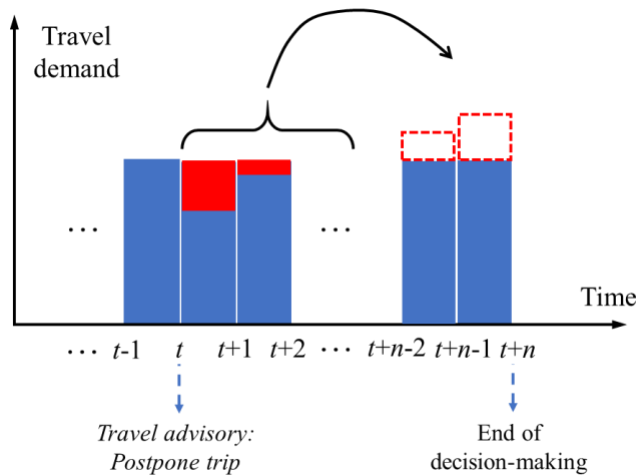 Travel
demand
... ... 
Time
... t-1 t t+1 t+2 ... t+n-2 t+n-1 t+n
Travel advisory:
Postpone trip
End of
decision-making